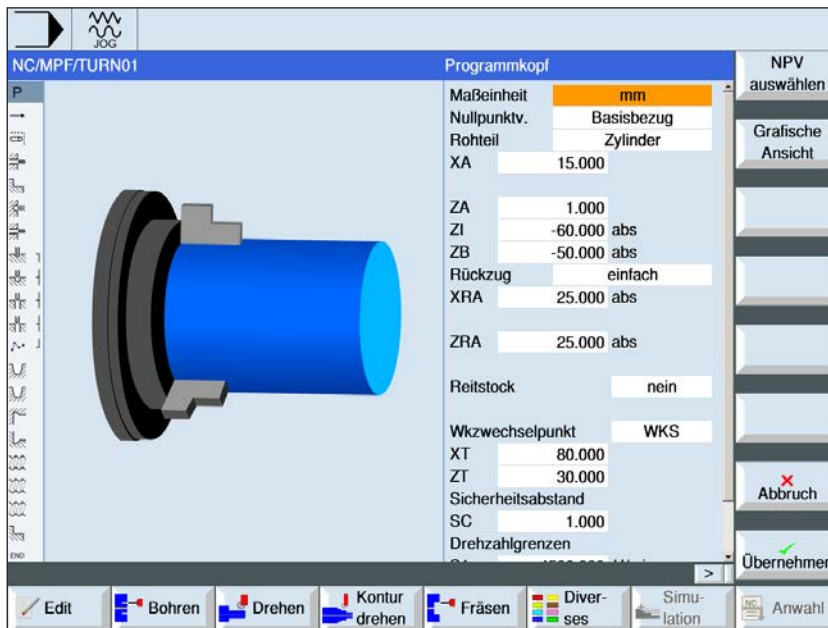 JOG
NC/MPF/TURN01
Programmkopf
NPV
auswählen
P
Maßeinheit mm
Nullpunktv. Basisbezug
Rohteil Zylinder
XA 15.000
ZA 1.000
ZI -60.000 abs
ZB -50.000 abs
Rückzug einfach
XRA 25.000 abs
ZRA 25.000 abs
Reitstock nein
Wkzwechselpunkt WKS
XT 80.000
ZT 30.000
Sicherheitsabstand
SC 1.000
Drehzahlgrenzen
END
Grafische
Ansicht
Abbruch
Übernehmen
>
Edit
Bohren
Drehen
Kontur
drehen
Fräsen
Diver-
ses
Simu-
lation
NC
Anwahl